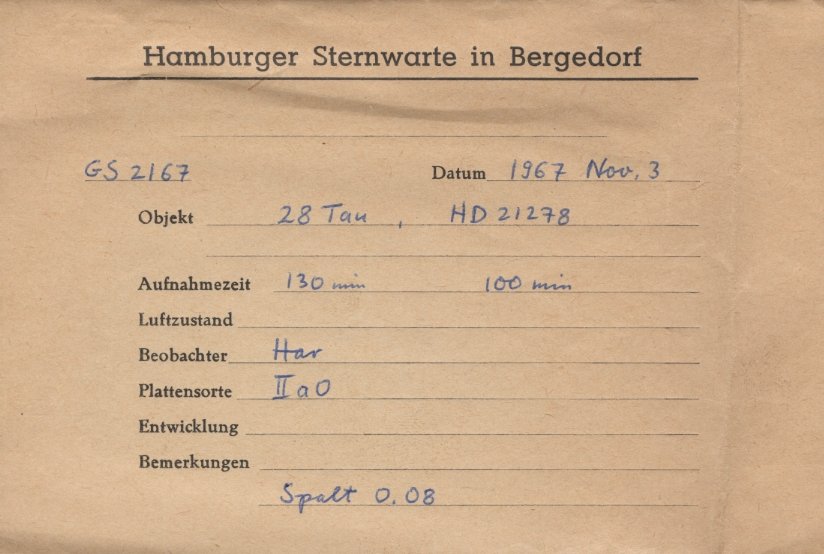 Hamburger Sternwarte in Bergedorf
GS 2167 Datum 1967 Nov. 3
Objekt 28 Tau, HD 21278
Aufnahmezeit 130 min 100 min
Luftzustand
Beobachter Har
Plattensorte IIaO
Entwicklung
Bemerkungen
Spalt 0.08